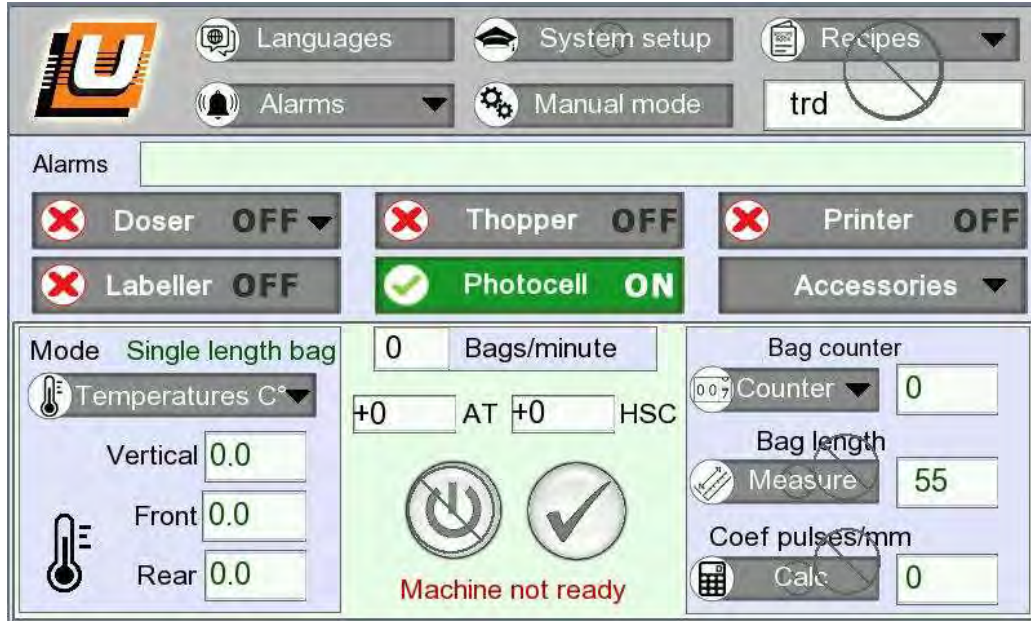 U
Languages
System setup
Recipes
Alarms
Manual mode
trd
Alarms
Doser OFF
Thopper OFF
Printer OFF
Labeller OFF
Photocell ON
Accessories
Mode Single length bag
Temperatures C°
Vertical 0.0
Front 0.0
Rear 0.0
0 Bags/minute
+0 AT +0 HSC
Machine not ready
Bag counter
Counter 0
Bag length
Measure 55
Coef pulses/mm
Calc 0